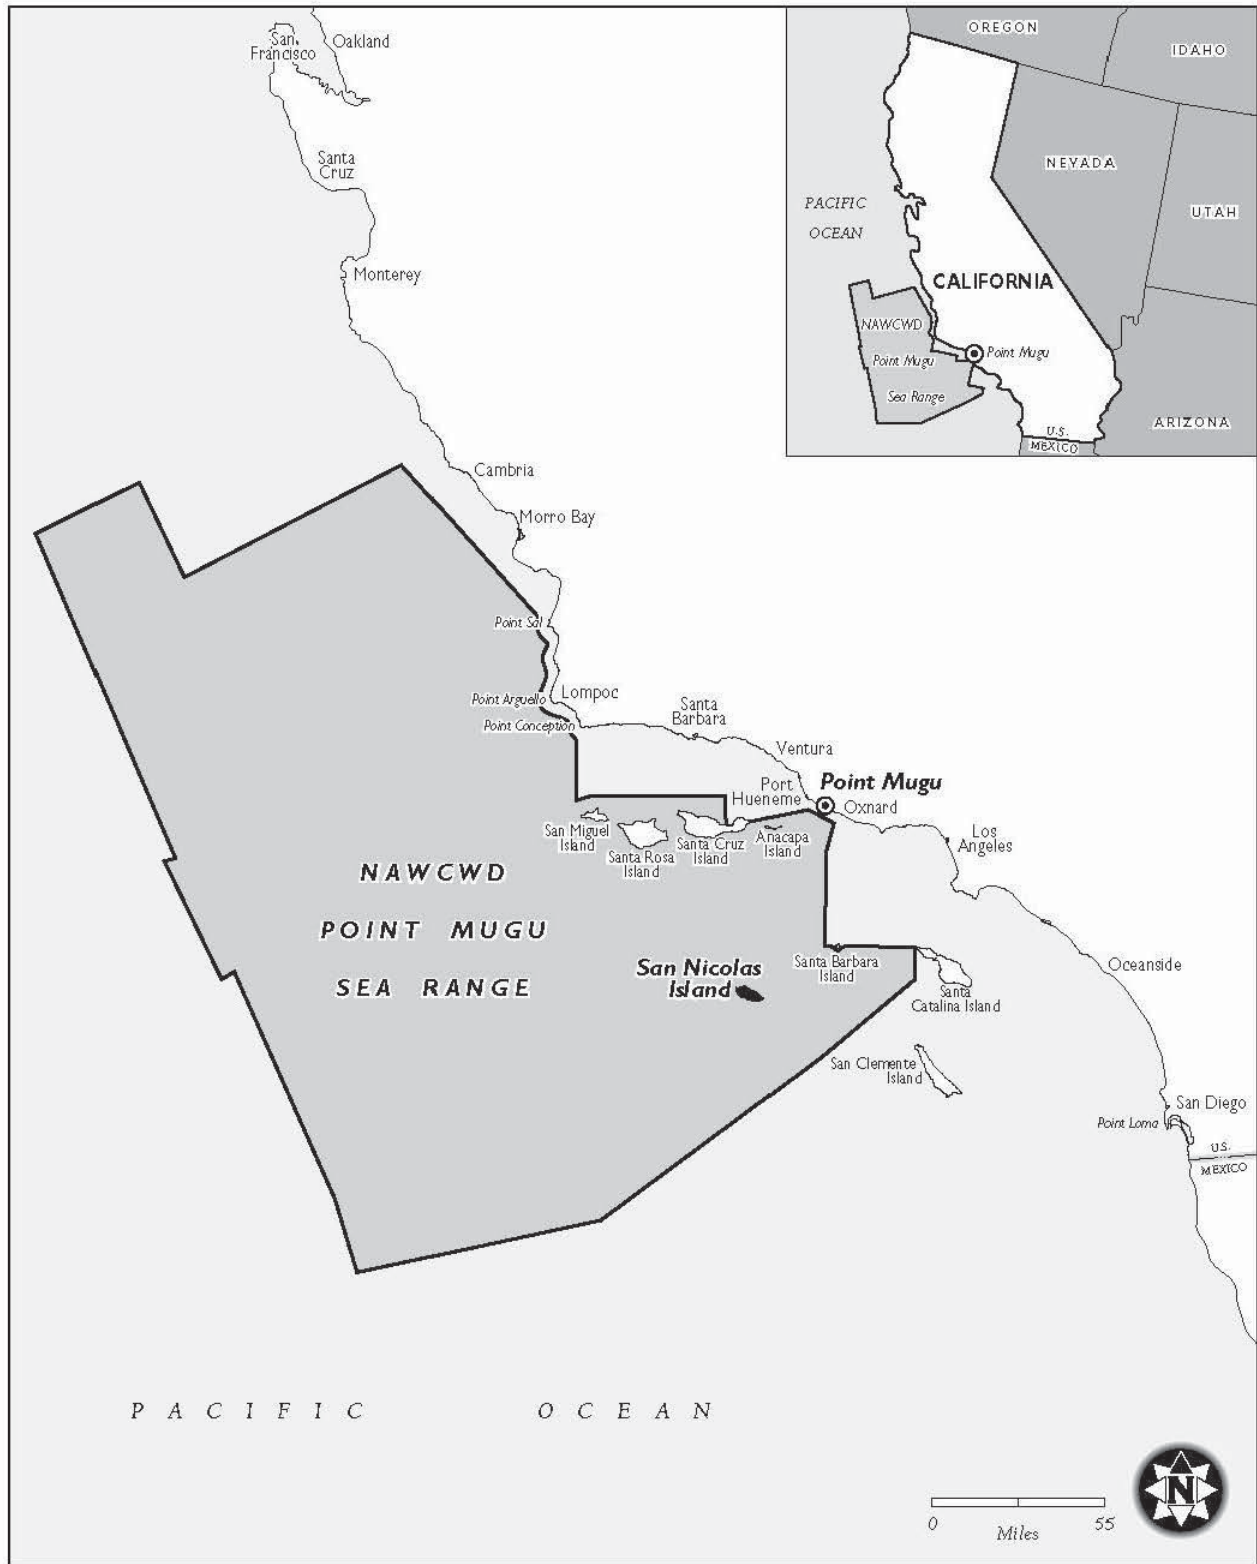 San
Francisco
Oakland
Santa
Cruz
Monterey
Cambria
Morro Bay
Point Sal
Point Arguello
Lompoc
Point Conception
Santa
Barbara
Ventura
Port
Hueneme
Point Mugu
Oxnard
Los
Angeles
San Miguel
Island
Santa Rosa
Island
Santa Cruz
Island
Anacapa
Island
NAWCWD
POINT MUGU
SEA RANGE
San Nicolas
Island
Santa Barbara
Island
Santa
Catalina Island
Oceanside
San Clemente
Island
San Diego
Point Loma
U.S.
MEXICO
PACIFIC OCEAN
0
55
Miles
N
OREGON
IDAHO
NEVADA
UTAH
PACIFIC
OCEAN
CALIFORNIA
NAWCWD
Point Mugu
Sea Range
Point Mugu
ARIZONA
U.S.
MEXICO